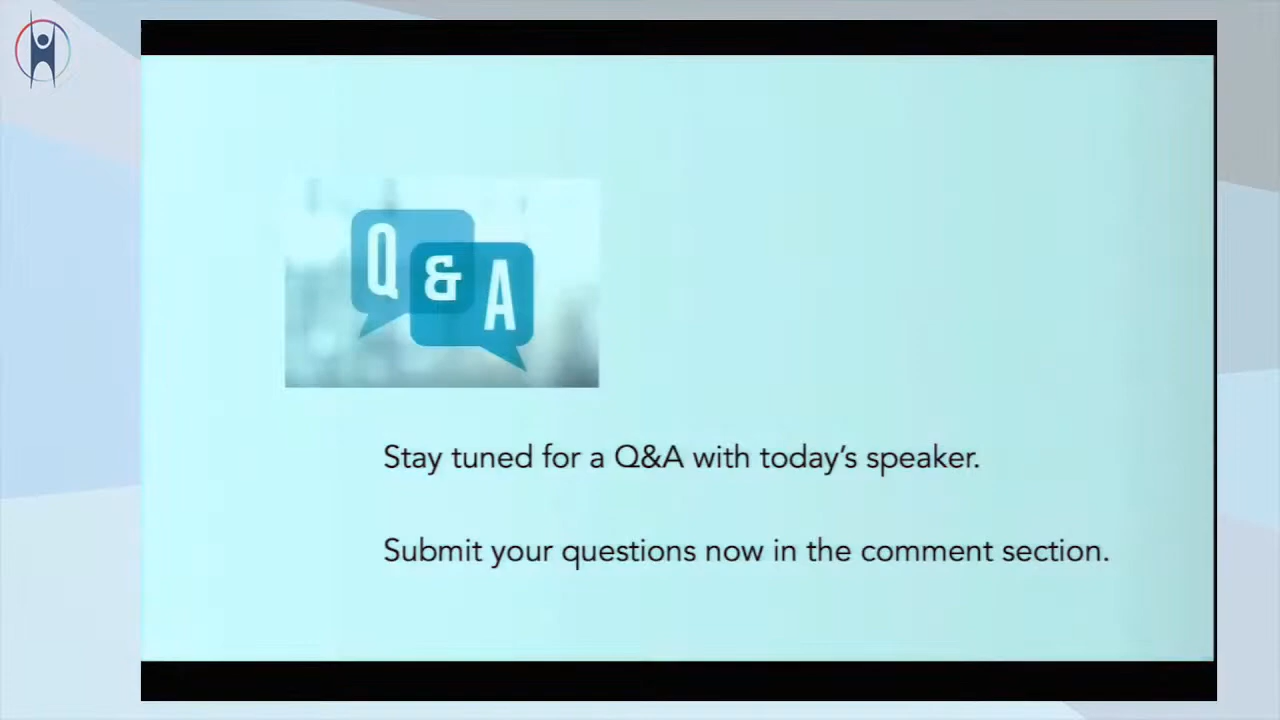 Q & A
Stay tuned for a Q&A with today's speaker.
Submit your questions now in the comment section.